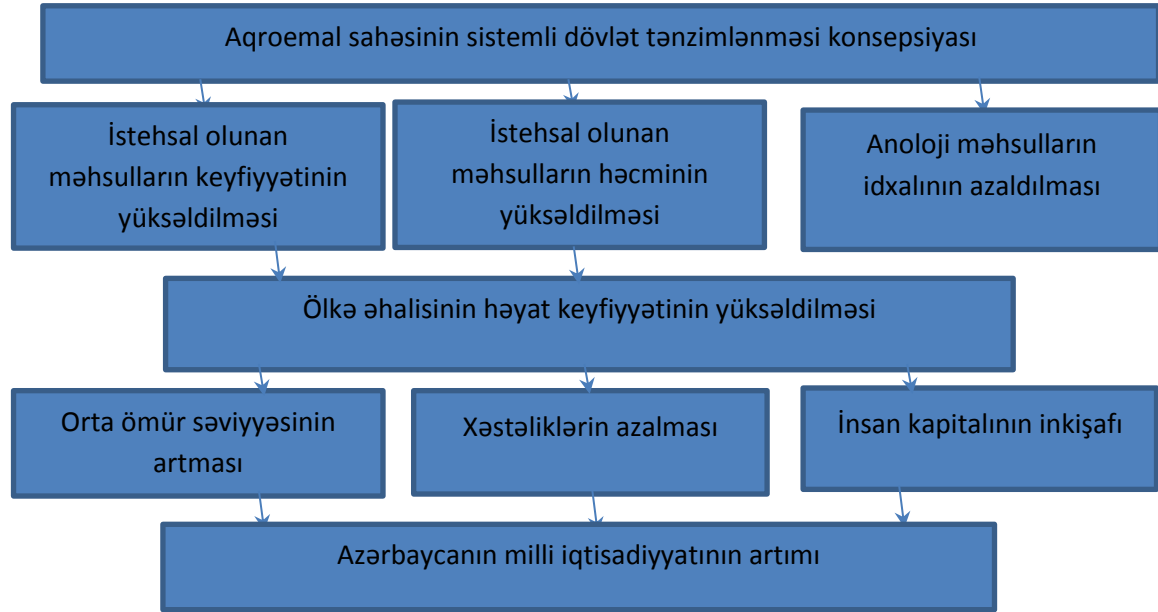 Aqroemal sahəsinin sistemli dövlət tənzimlənməsi konsepsiyası
İstehsal olunan
məhsulların keyfiyyətinin
yüksəldilməsi
İstehsal olunan
məhsulların həcminin
yüksəldilməsi
Anoloji məhsulların
idxalının azaldılması
Ölkə əhalisinin həyat keyfiyyətinin yüksəldilməsi
Orta ömür səviyyəsinin
artması
Xəstəliklərin azalması
İnsan kapitalının inkişafı
Azərbaycanın milli iqtisadiyyatının artımı